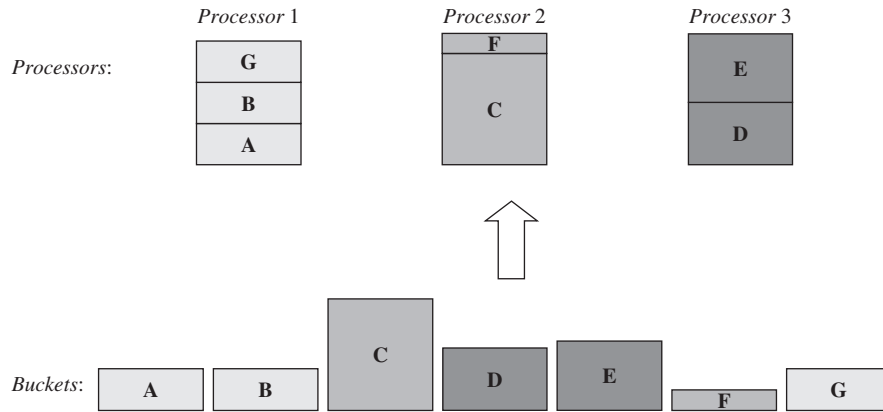 Processor 1 Processor 2 Processor 3
Processors:
F
G
E
B
C
A
D
C
D
E
A
B
F
G
Buckets: